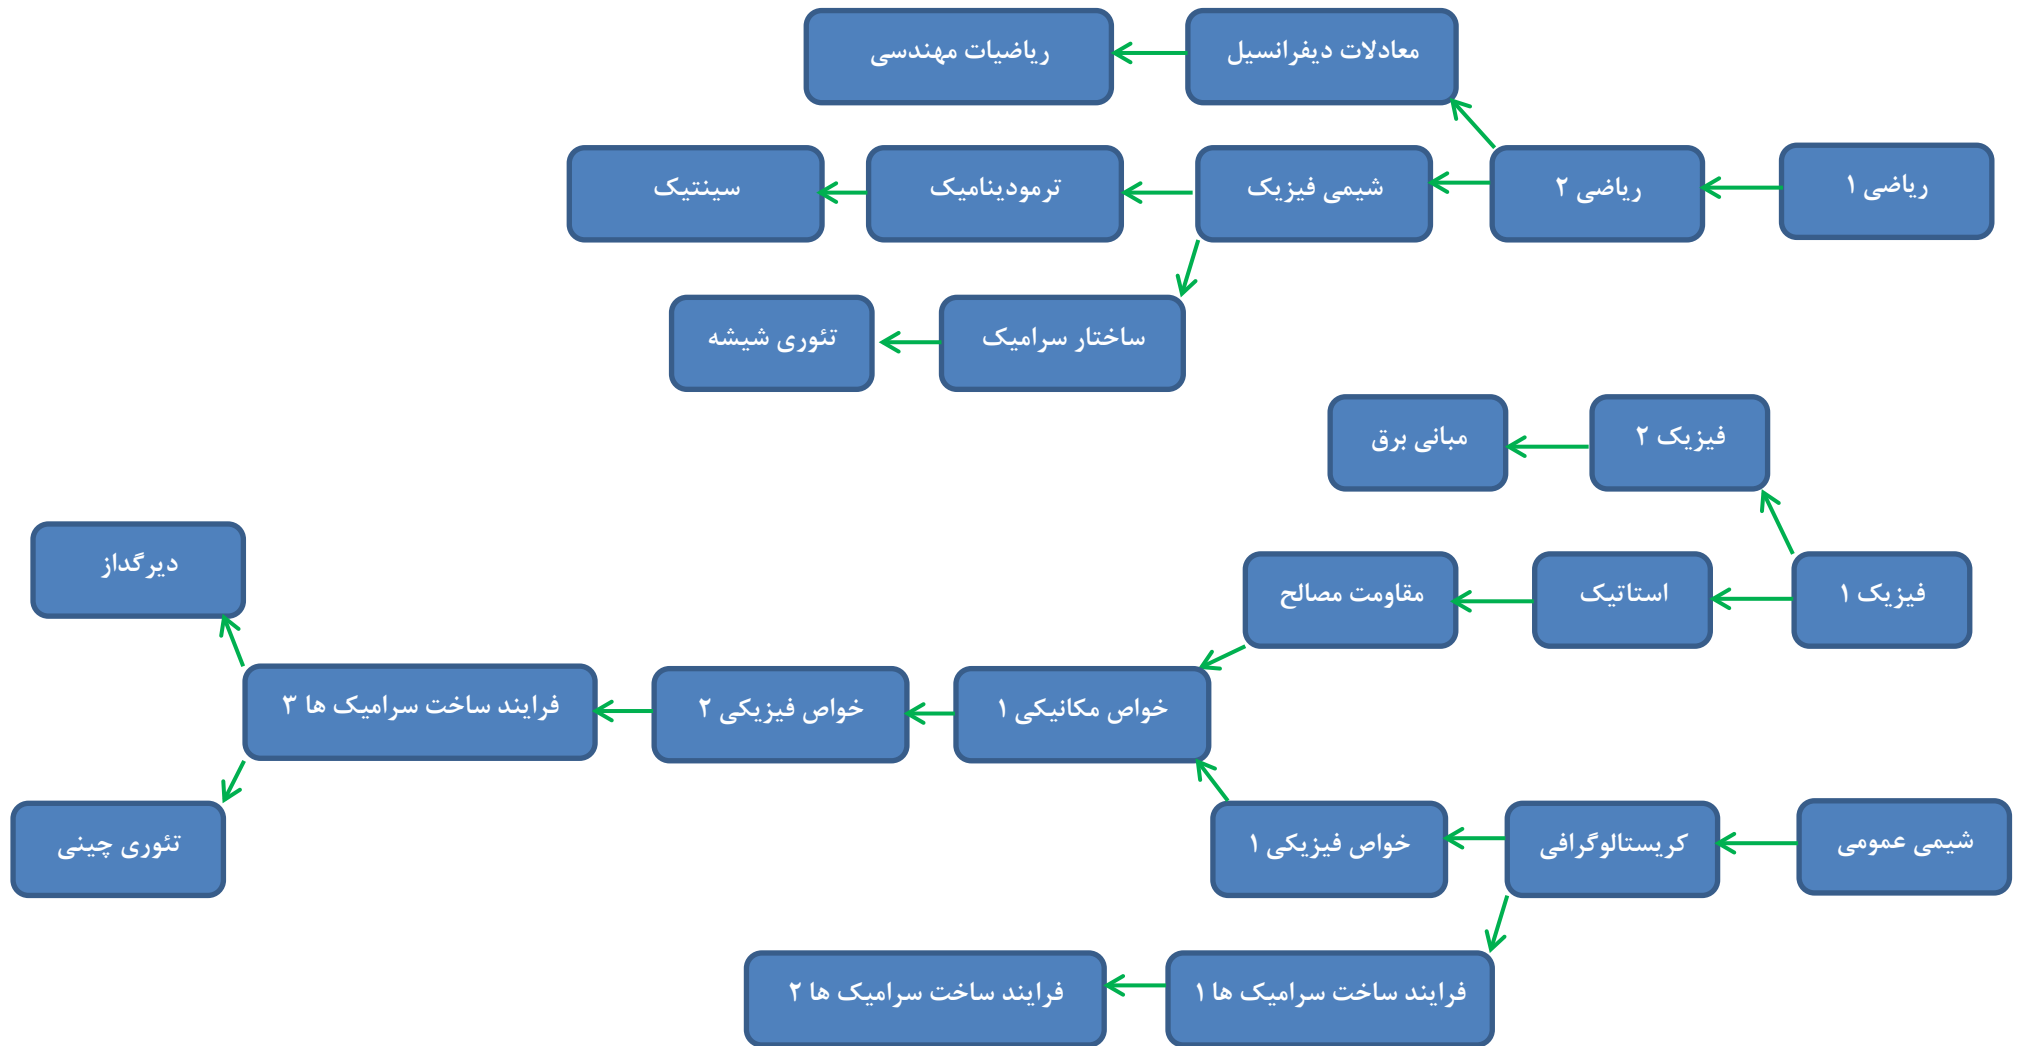 معادلات دیفرانسیل
ریاضیات مهندسی
ریاضی ۱
ریاضی ۲
شیمی فیزیک
ترمودینامیک
سینتیک
ساختار سرامیک
تئوری شیشه
فیزیک ۲
مبانی برق
فیزیک ۱
استاتیک
مقاومت مصالح
دیرگداز
خواص مکانیکی ۱
خواص فیزیکی ۲
فرایند ساخت سرامیک ها ۳
شیمی عمومی
کریستالوگرافی
خواص فیزیکی ۱
تئوری چینی
فرایند ساخت سرامیک ها ۱
فرایند ساخت سرامیک ها ۲